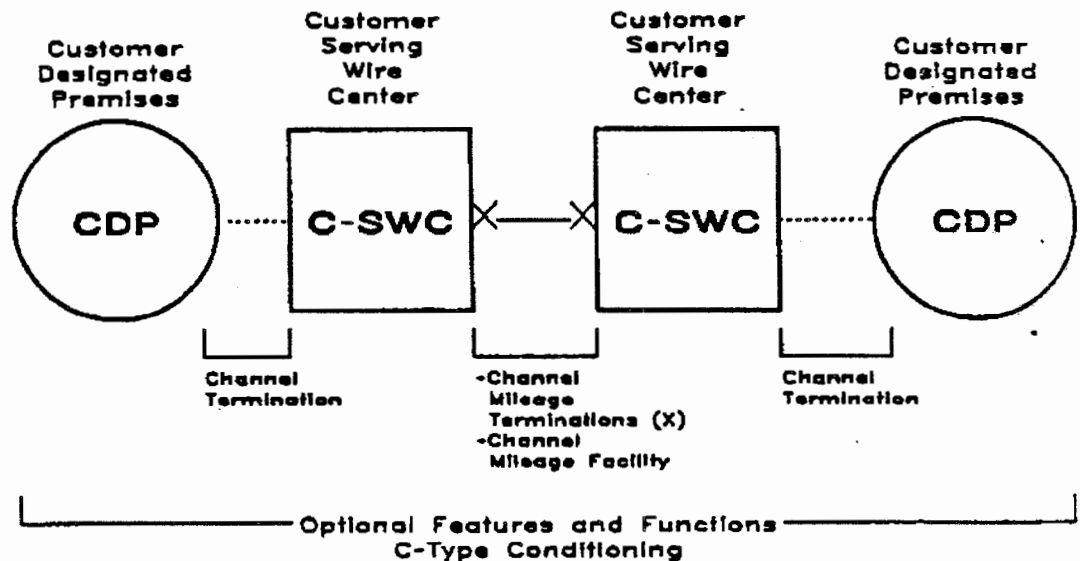 Customer
Designated
Premises
Customer
Serving
Wire
Center
Customer
Serving
Wire
Center
Customer
Designated
Premises
CDP
C-SWC
X
X
C-SWC
CDP
Channel
Termination
-Channel
Mileage
Terminations (X)
-Channel
Mileage Facility
Channel
Termination
Optional Features and Functions
C-Type Conditioning